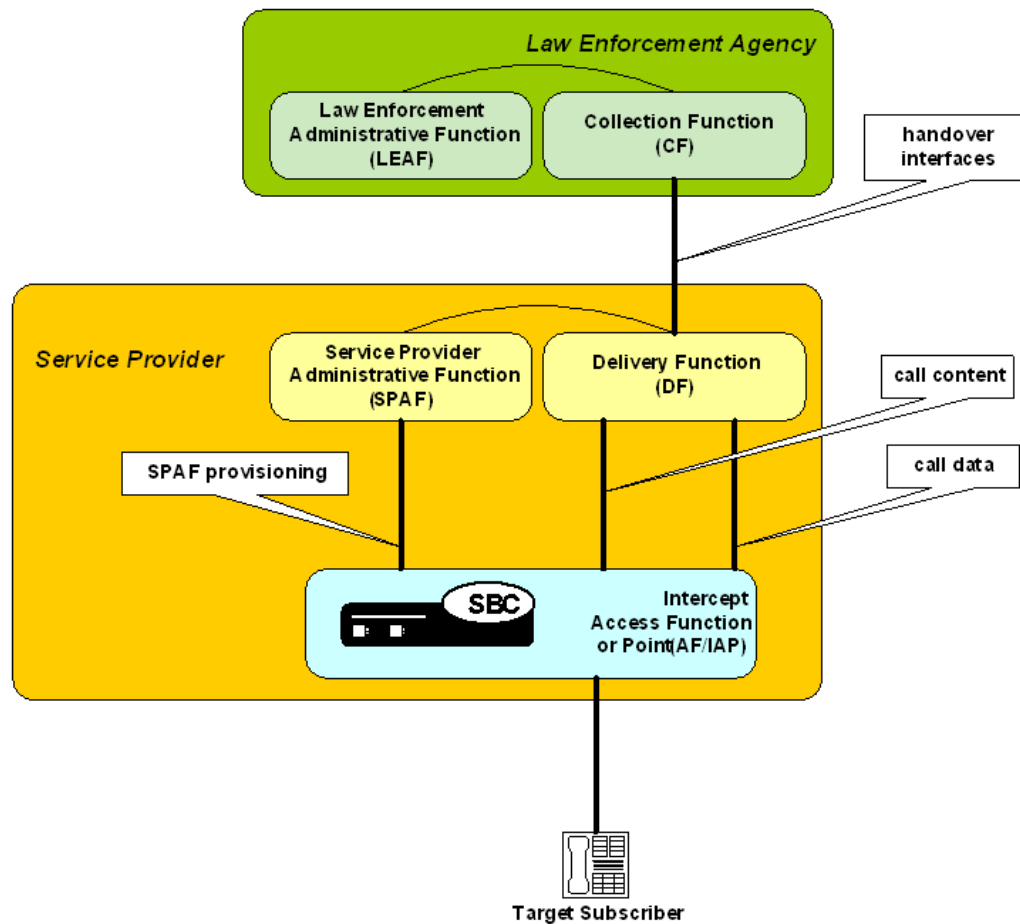 Law Enforcement Agency
Law Enforcement
Administrative Function
(LEAF)
Collection Function
(CF)
handover
interfaces
Service Provider
Service Provider
Administrative Function
(SPAF)
Delivery Function
(DF)
call content
SPAF provisioning
call data
SBC
Intercept
Access Function
or Point(AF/IAP)
Target Subscriber